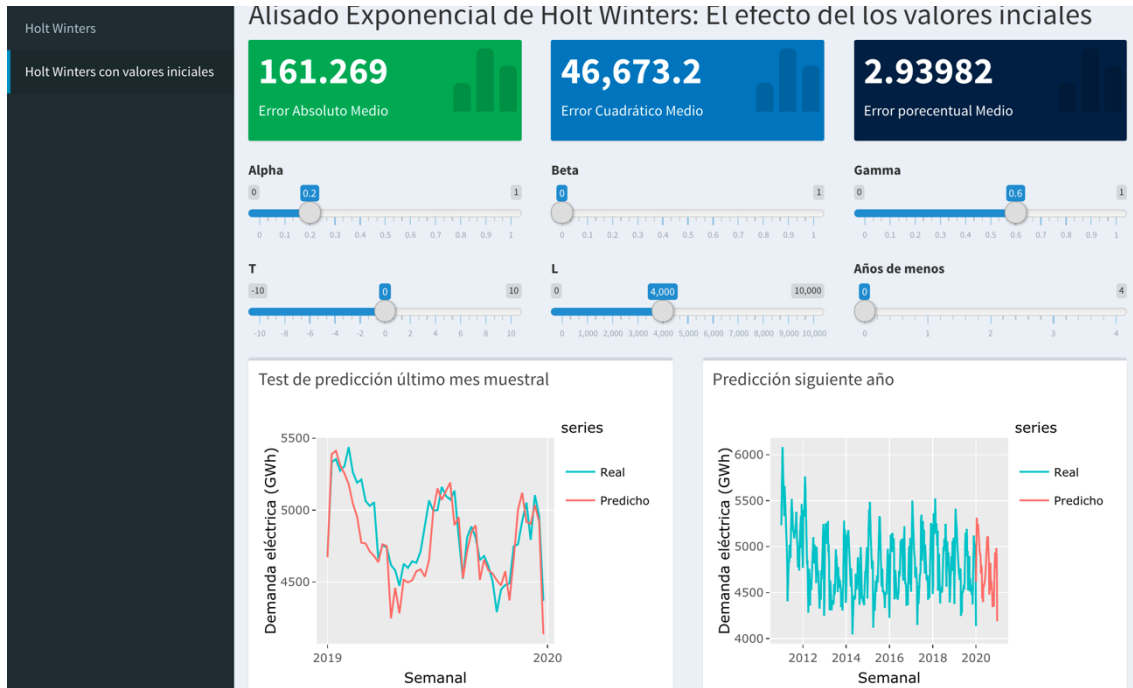 Holt Winters
Holt Winters con valores iniciales
Alisado Exponencial de Holt Winters: El efecto del los valores inciales
161.269
Error Absoluto Medio
46,673.2
Error Cuadrático Medio
2.93982
Error porecentual Medio
Alpha
0 0.2 1
0 0.1 0.2 0.3 0.4 0.5 0.6 0.7 0.8 0.9 1
Beta
0 1
0 0.1 0.2 0.3 0.4 0.5 0.6 0.7 0.8 0.9 1
Gamma
0 0.6 1
0 0.1 0.2 0.3 0.4 0.5 0.6 0.7 0.8 0.9 1
T
-10 0 10
-10 -8 -6 -4 -2 0 2 4 6 8 10
L
0 4,000 10,000
0 1,000 2,000 3,000 4,000 5,000 6,000 7,000 8,000 9,000 10,000
Años de menos
0 4
0 1 2 3 4
Test de predicción último mes muestral
series
Real
Predicho
Demanda eléctrica (GWh)
5500
5000
4500
2019 2020
Semanal
Predicción siguiente año
series
Real
Predicho
Demanda eléctrica (GWh)
6000
5500
5000
4500
4000
2012 2014 2016 2018 2020
Semanal